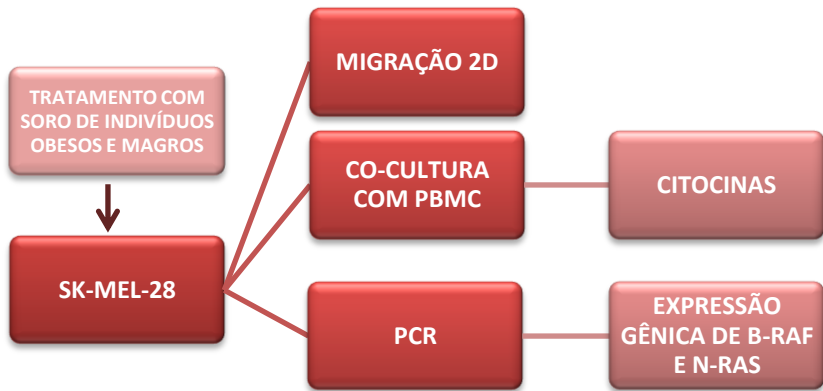 TRATAMENTO COM
SORO DE INDIVÍDUOS
OBESOS E MAGROS
SK-MEL-28
MIGRAÇÃO 2D
CO-CULTURA
COM PBMC
CITOCINAS
PCR
EXPRESSÃO
GÊNICA DE B-RAF
E N-RAS